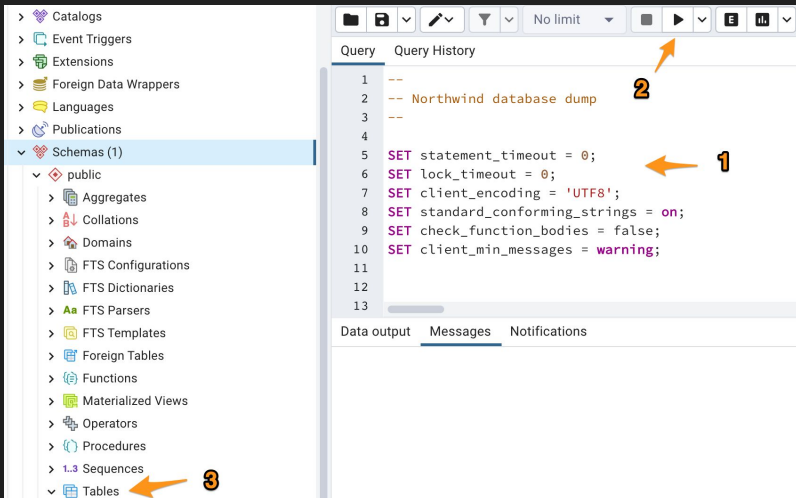 Catalogs
Event Triggers
Extensions
Foreign Data Wrappers
Languages
Publications
Schemas (1)
public
Aggregates
Collations
Domains
FTS Configurations
FTS Dictionaries
Aa FTS Parsers
FTS Templates
Foreign Tables
Functions
Materialized Views
Operators
Procedures
1..3 Sequences
Tables
3
No limit
E
Query
Query History
2
1 --
2 -- Northwind database dump
3 --
4
5 SET statement_timeout = 0;
6 SET lock_timeout = 0;
7 SET client_encoding = 'UTF8';
8 SET standard_conforming_strings = on;
9 SET check_function_bodies = false;
10 SET client_min_messages = warning;
11
12
13
1
Data output
Messages
Notifications